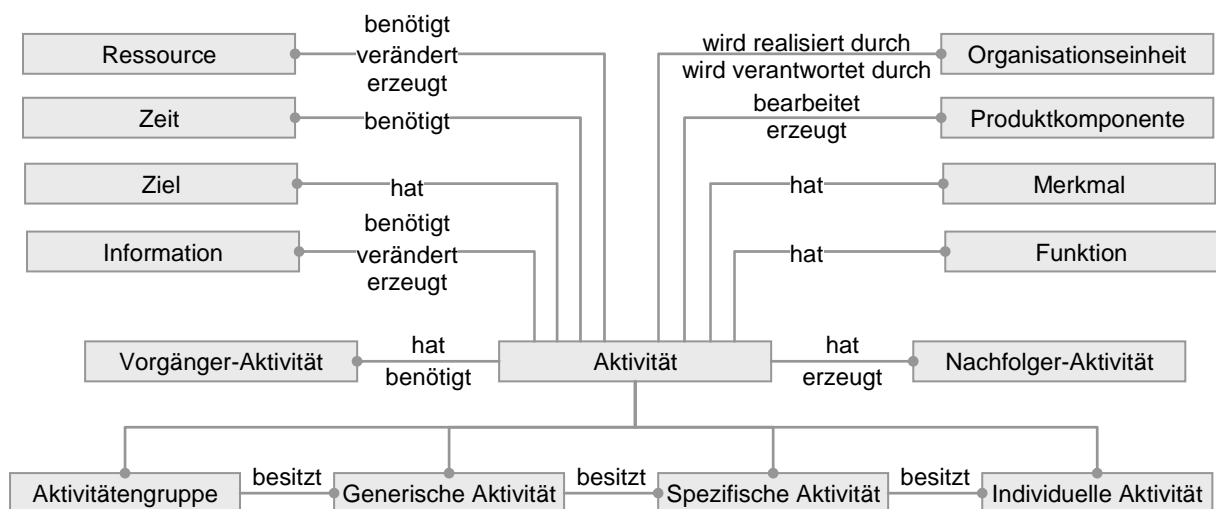 benötigt
Ressource
verändert
erzeugt
wird realisiert durch
wird verantwortet durch
Organisationseinheit
Zeit
benötigt
bearbeitet
erzeugt
Produktkomponente
Ziel
hat
hat
Merkmal
benötigt
Information
verändert
erzeugt
hat
Funktion
Vorgänger-Aktivität
hat
benötigt
Aktivität
hat
erzeugt
Nachfolger-Aktivität
Aktivitätengruppe
besitzt
Generische Aktivität
besitzt
Spezifische Aktivität
besitzt
Individuelle Aktivität